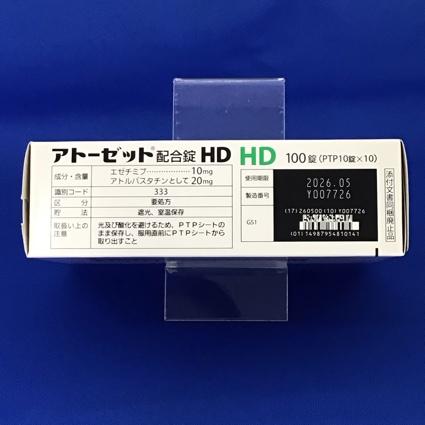 アトーゼット®配合錠HD HD 100錠 (PTP10錠×10)
成分・含量 エゼチミブ………………10mg
アトルバスタチンとして 20mg
識別コード 333
区分 要処方
貯法 遮光、室温保存
取扱い上の注意 光及び酸化を避けるため、PTPシートの
まま保存し、服用直前にPTPシートから
取り出すこと
使用期限 2026.05
製造番号 Y007726
GS1
(17)260500(10)Y007726
(01)14987954810141
添付文書同梱廃止品